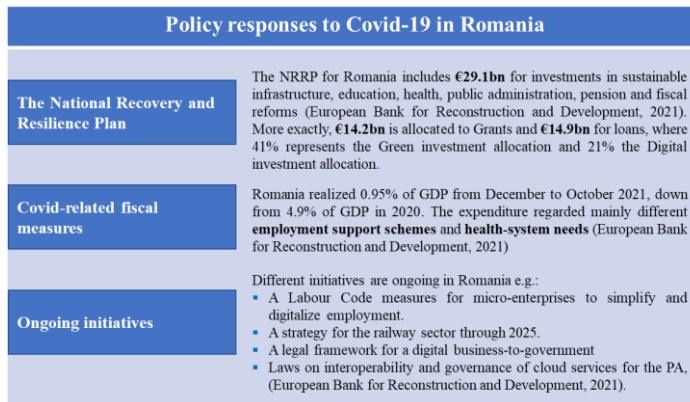 Policy responses to Covid-19 in Romania
The National Recovery and
Resilience Plan
The NRRP for Romania includes €29.1bn for investments in sustainable
infrastructure, education, health, public administration, pension and fiscal
reforms (European Bank for Reconstruction and Development, 2021).
More exactly, €14.2bn is allocated to Grants and €14.9bn for loans, where
41% represents the Green investment allocation and 21% the Digital
investment allocation.
Covid-related fiscal
measures
Romania realized 0.95% of GDP from December to October 2021, down
from 4.9% of GDP in 2020. The expenditure regarded mainly different
employment support schemes and health-system needs (European Bank
for Reconstruction and Development, 2021)
Ongoing initiatives
Different initiatives are ongoing in Romania e.g.:
▪ A Labour Code measures for micro-enterprises to simplify and
digitalize employment.
▪ A strategy for the railway sector through 2025.
▪ A legal framework for a digital business-to-government
▪ Laws on interoperability and governance of cloud services for the PA,
(European Bank for Reconstruction and Development, 2021).